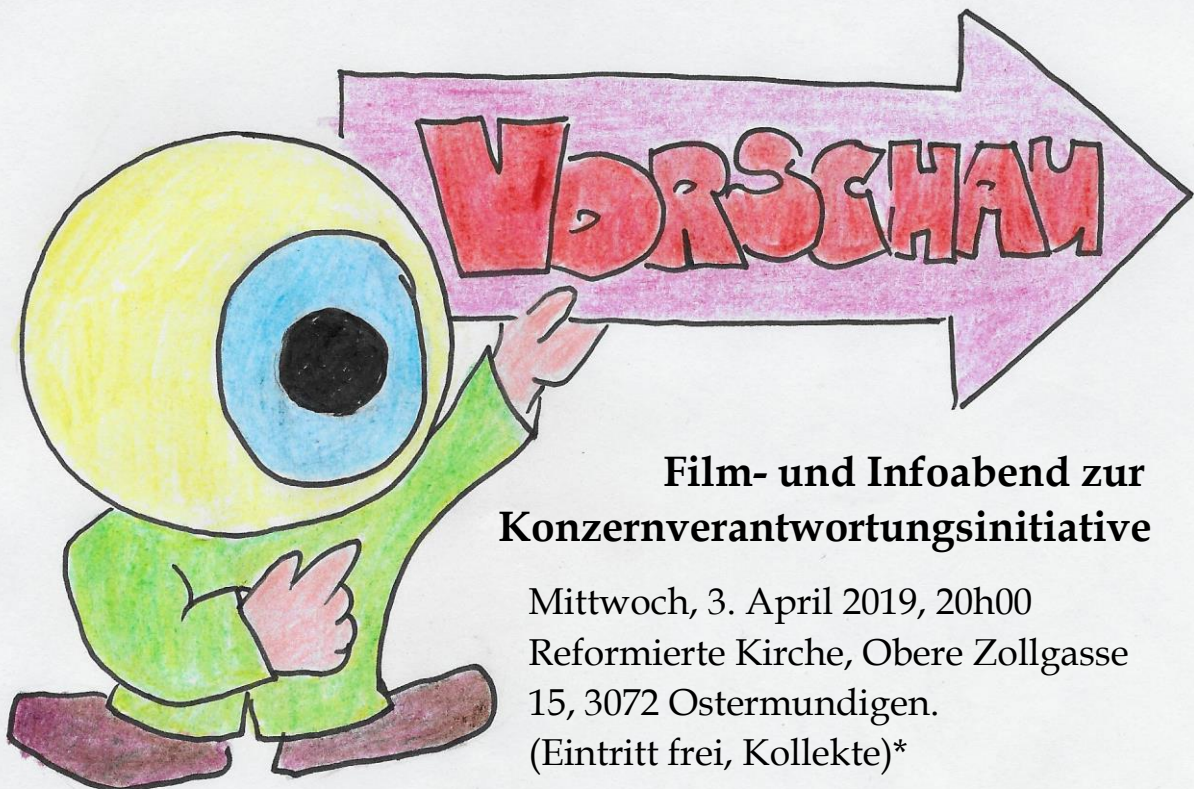 VORSCHAU
Film- und Infoabend zur
Konzernverantwortungsinitiative
Mittwoch, 3. April 2019, 20h00
Reformierte Kirche, Obere Zollgasse
15, 3072 Ostermundigen.
(Eintritt frei, Kollekte)*